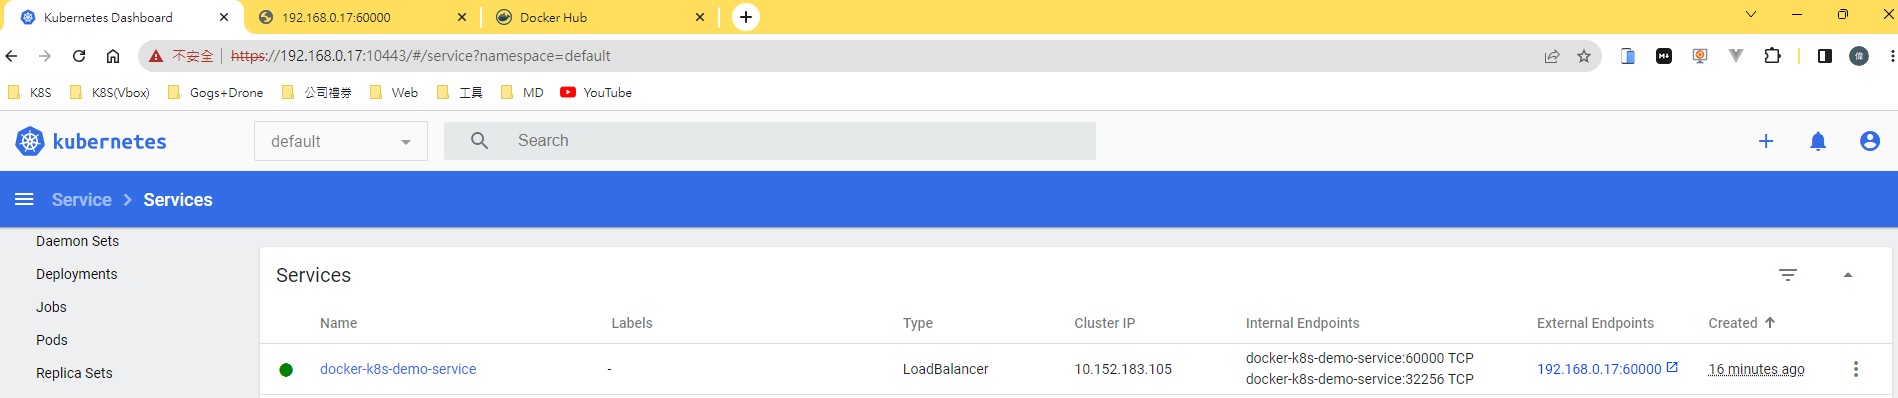 Kubernetes Dashboard
192.168.0.17:60000
Docker Hub
不安全 https://192.168.0.17:10443/#/service?namespace=default
K8S K8S(Vbox) Gogs+Drone 公司禮券 Web 工具 MD YouTube
kubernetes default Search
Service Services
Daemon Sets
Deployments
Jobs
Pods
Replica Sets
Services
Name Labels Type Cluster IP Internal Endpoints External Endpoints Created
docker-k8s-demo-service - LoadBalancer 10.152.183.105 docker-k8s-demo-service:60000 TCP 192.168.0.17:60000 16 minutes ago
docker-k8s-demo-service:32256 TCP